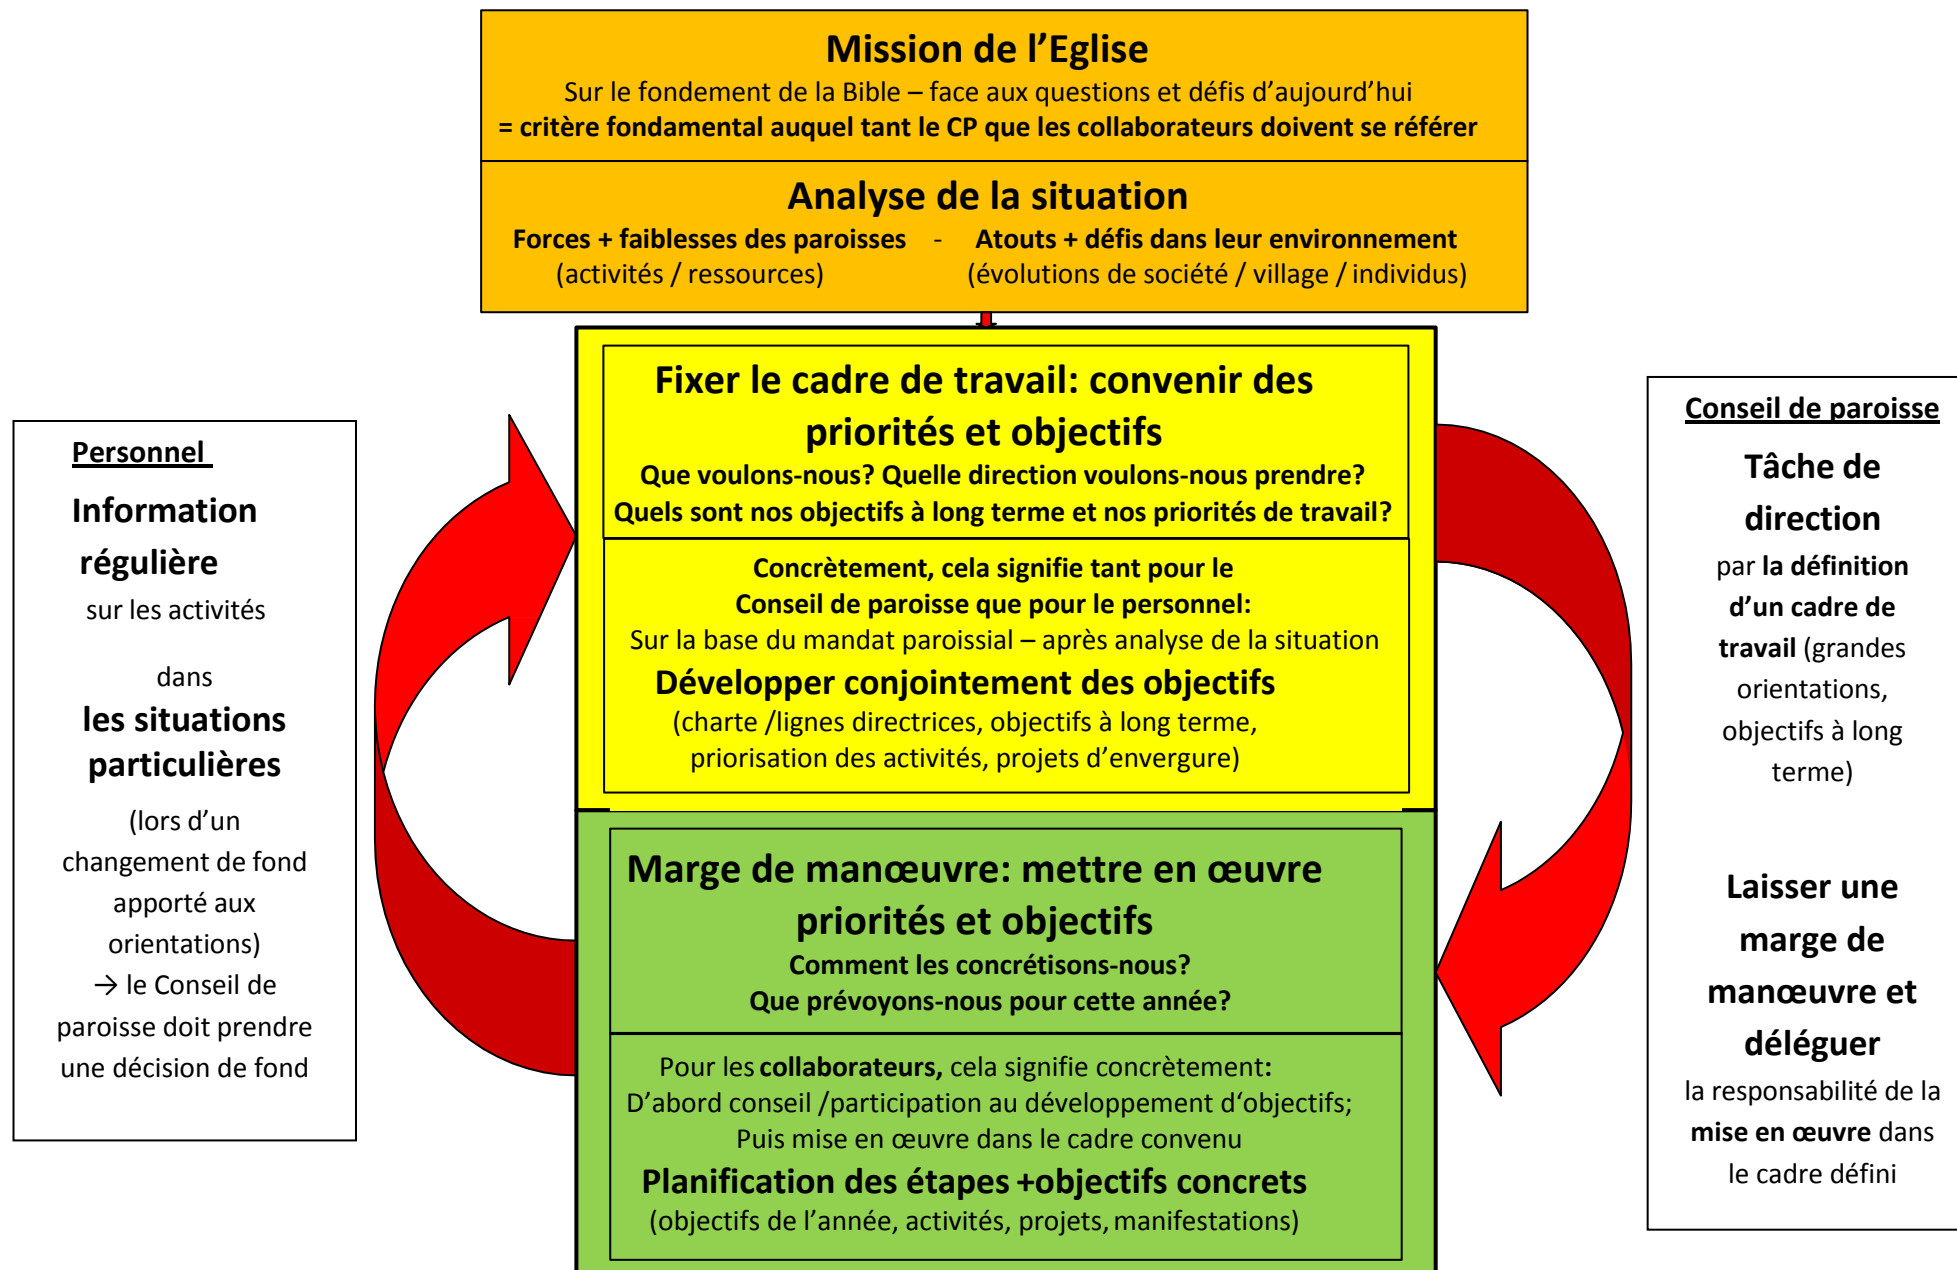 Mission de l’Eglise
Sur le fondement de la Bible – face aux questions et défis d’aujourd’hui
= critère fondamental auquel tant le CP que les collaborateurs doivent se référer
Analyse de la situation
Forces + faiblesses des paroisses - Atouts + défis dans leur environnement
(activités / ressources) (évolutions de société / village / individus)
Personnel
Information
régulière
sur les activités
dans
les situations
particulières
(lors d’un
changement de fond
apporté aux
orientations)
→ le Conseil de
paroisse doit prendre
une décision de fond
Fixer le cadre de travail: convenir des
priorités et objectifs
Que voulons-nous? Quelle direction voulons-nous prendre?
Quels sont nos objectifs à long terme et nos priorités de travail?
Concrètement, cela signifie tant pour le
Conseil de paroisse que pour le personnel:
Sur la base du mandat paroissial – après analyse de la situation
Développer conjointement des objectifs
(charte /lignes directrices, objectifs à long terme,
priorisation des activités, projets d’envergure)
Marge de manœuvre: mettre en œuvre
priorités et objectifs
Comment les concrétisons-nous?
Que prévoyons-nous pour cette année?
Pour les collaborateurs, cela signifie concrètement:
D’abord conseil /participation au développement d‘objectifs;
Puis mise en œuvre dans le cadre convenu
Planification des étapes +objectifs concrets
(objectifs de l’année, activités, projets, manifestations)
Conseil de paroisse
Tâche de
direction
par la définition
d’un cadre de
travail (grandes
orientations,
objectifs à long
terme)
Laisser une
marge de
manœuvre et
déléguer
la responsabilité de la
mise en œuvre dans
le cadre défini